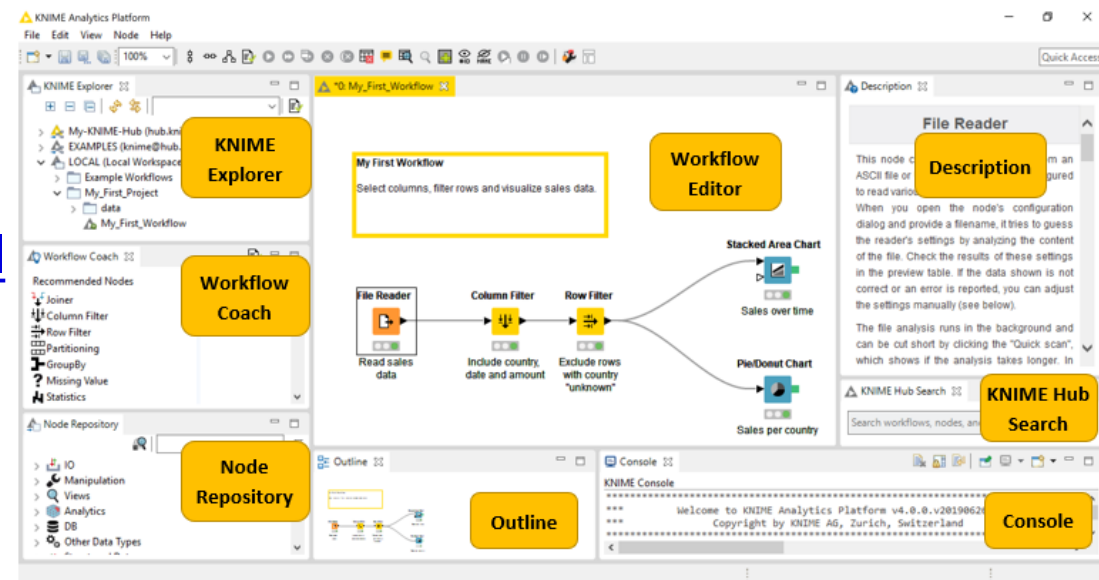 KNIME Analytics Platform
File Edit View Node Help
100%
Quick Access
KNIME Explorer
My-KNIME-Hub (hub.kni
EXAMPLES (knime@hub.
LOCAL (Local Workspace
Example Workflows
My_First_Project
data
My_First_Workflow
KNIME
Explorer
Workflow Coach
Recommended Nodes
Joiner
Column Filter
Row Filter
Partitioning
GroupBy
Missing Value
Statistics
Workflow
Coach
Node Repository
IO
Manipulation
Views
Analytics
DB
Other Data Types
Node
Repository
*0: My_First_Workflow
My First Workflow
Select columns, filter rows and visualize sales data.
Workflow
Editor
File Reader
Read sales
data
Column Filter
Include country,
date and amount
Row Filter
Exclude rows
with country
"unknown"
Stacked Area Chart
Sales over time
Pie/Donut Chart
Sales per country
Outline
Outline
Description
File Reader
This node c
om an
ASCII file or
gured
to read variou
When you open the node's configuration
dialog and provide a filename, it tries to guess
the reader's settings by analyzing the content
of the file. Check the results of these settings
in the preview table. If the data shown is not
correct or an error is reported, you can adjust
the settings manually (see below).
The file analysis runs in the background and
can be cut short by clicking the "Quick scan",
which shows if the analysis takes longer. In
Description
KNIME Hub Search
Search workflows, nodes, an
KNIME Hub
Search
Console
KNIME Console
*** Welcome to KNIME Analytics Platform v4.0.0.v2019062
*** Copyright by KNIME AG, Zurich, Switzerland
Console